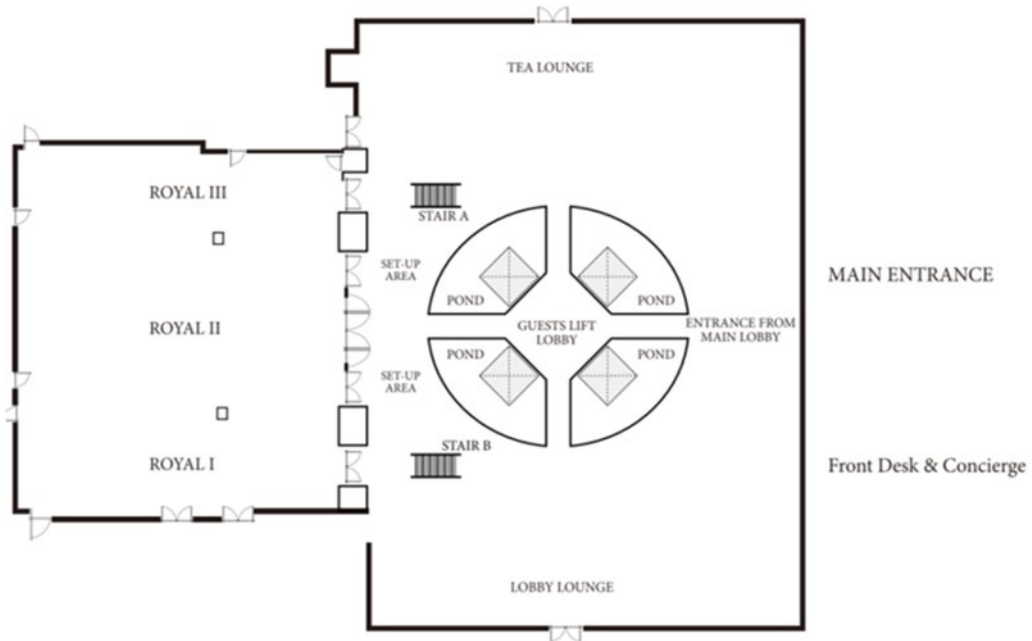 TEA LOUNGE
ROYAL III
STAIR A
SET-UP
AREA
MAIN ENTRANCE
POND
POND
ROYAL II
GUESTS LIFT
LOBBY
ENTRANCE FROM
MAIN LOBBY
POND
POND
SET-UP
AREA
STAIR B
ROYAL I
Front Desk & Concierge
LOBBY LOUNGE